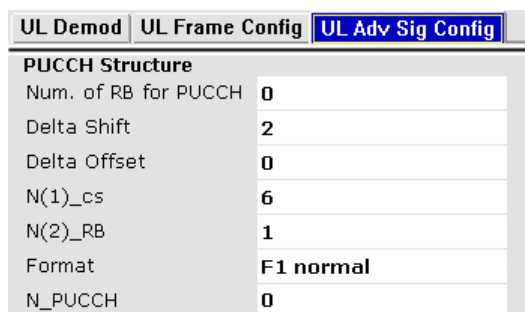 UL Demod UL Frame Config UL Adv Sig Config
PUCCH Structure
Num. of RB for PUCCH 0
Delta Shift 2
Delta Offset 0
N(1)_cs 6
N(2)_RB 1
Format F1 normal
N_PUCCH 0